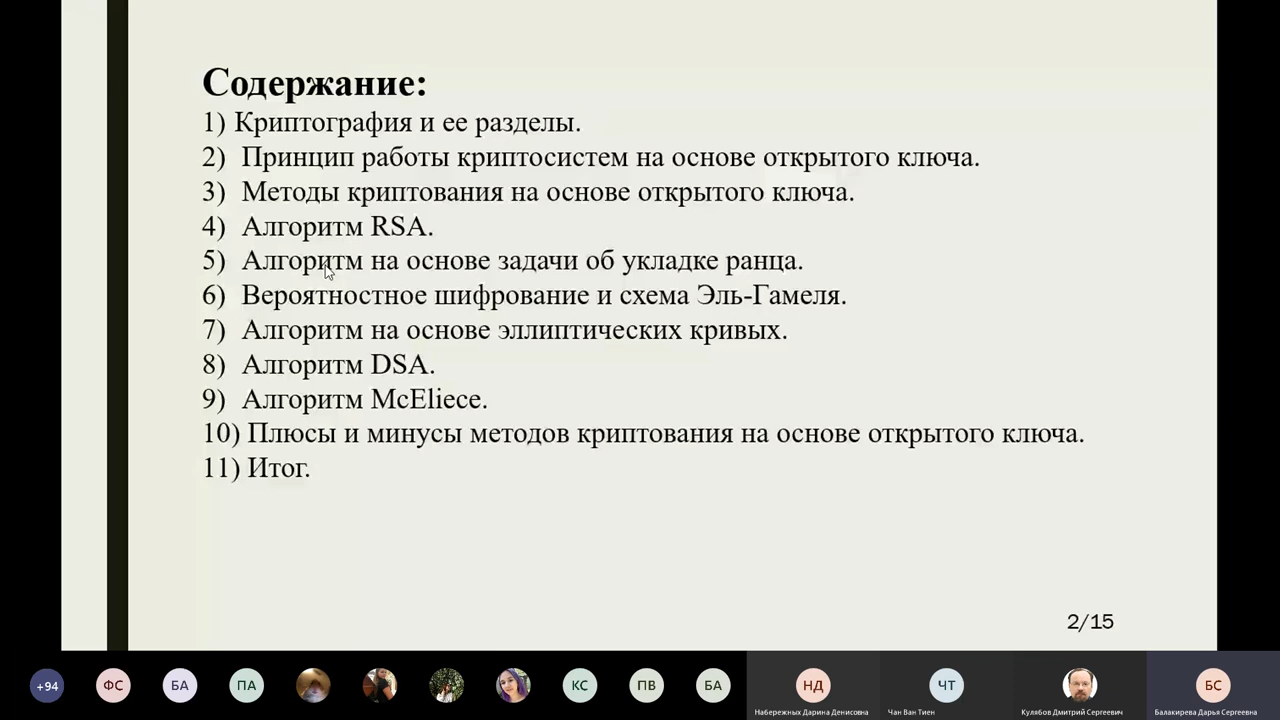 Содержание:
1) Криптография и ее разделы.
2) Принцип работы криптосистем на основе открытого ключа.
3) Методы криптования на основе открытого ключа.
4) Алгоритм RSA.
5) Алгоритм на основе задачи об укладке ранца.
6) Вероятностное шифрование и схема Эль-Гамеля.
7) Алгоритм на основе эллиптических кривых.
8) Алгоритм DSA.
9) Алгоритм McEliece.
10) Плюсы и минусы методов криптования на основе открытого ключа.
11) Итог.
2/15
+94 ФС БА ПА КС ПВ БА НД ЧТ БС
Набережных Дарина Денисовна Чан Ван Тиен Кулябов Дмитрий Сергеевич Балакирева Дарья Сергеевна